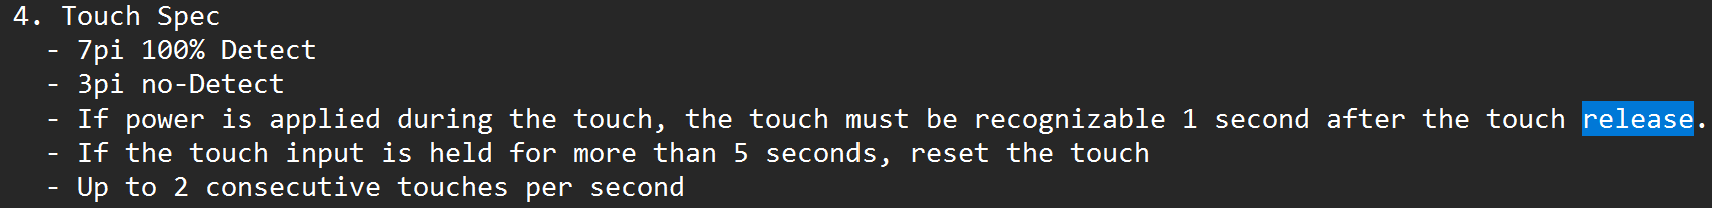 4. Touch Spec
- 7pi 100% Detect
- 3pi no-Detect
- If power is applied during the touch, the touch must be recognizable 1 second after the touch release.
- If the touch input is held for more than 5 seconds, reset the touch
- Up to 2 consecutive touches per second